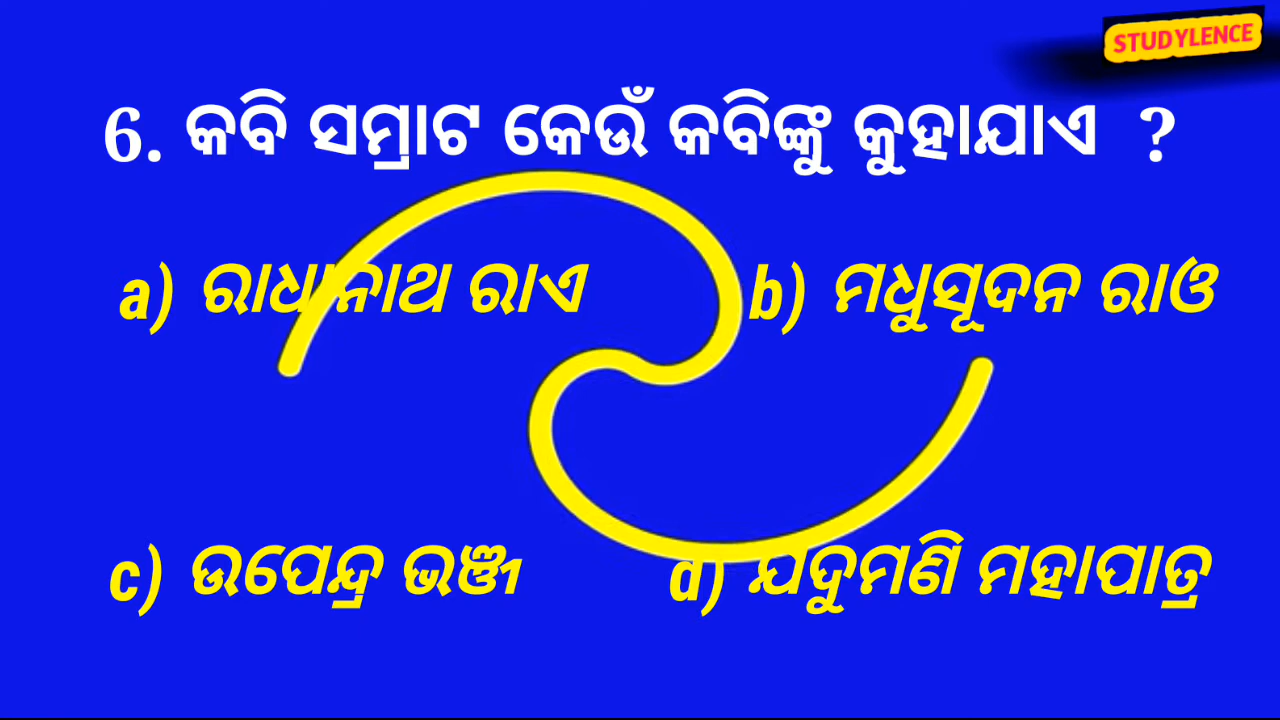 STUDYLENCE
6. କବି ସମ୍ରାଟ କେଉଁ କବିଙ୍କୁ କୁହାଯାଏ ?
a) ରାଧାନାଥ ରାଏ b) ମଧୁସୂଦନ ରାଓ
c) ଉପେନ୍ଦ୍ର ଭଞ୍ଜ d) ଯଦୁମଣି ମହାପାତ୍ର